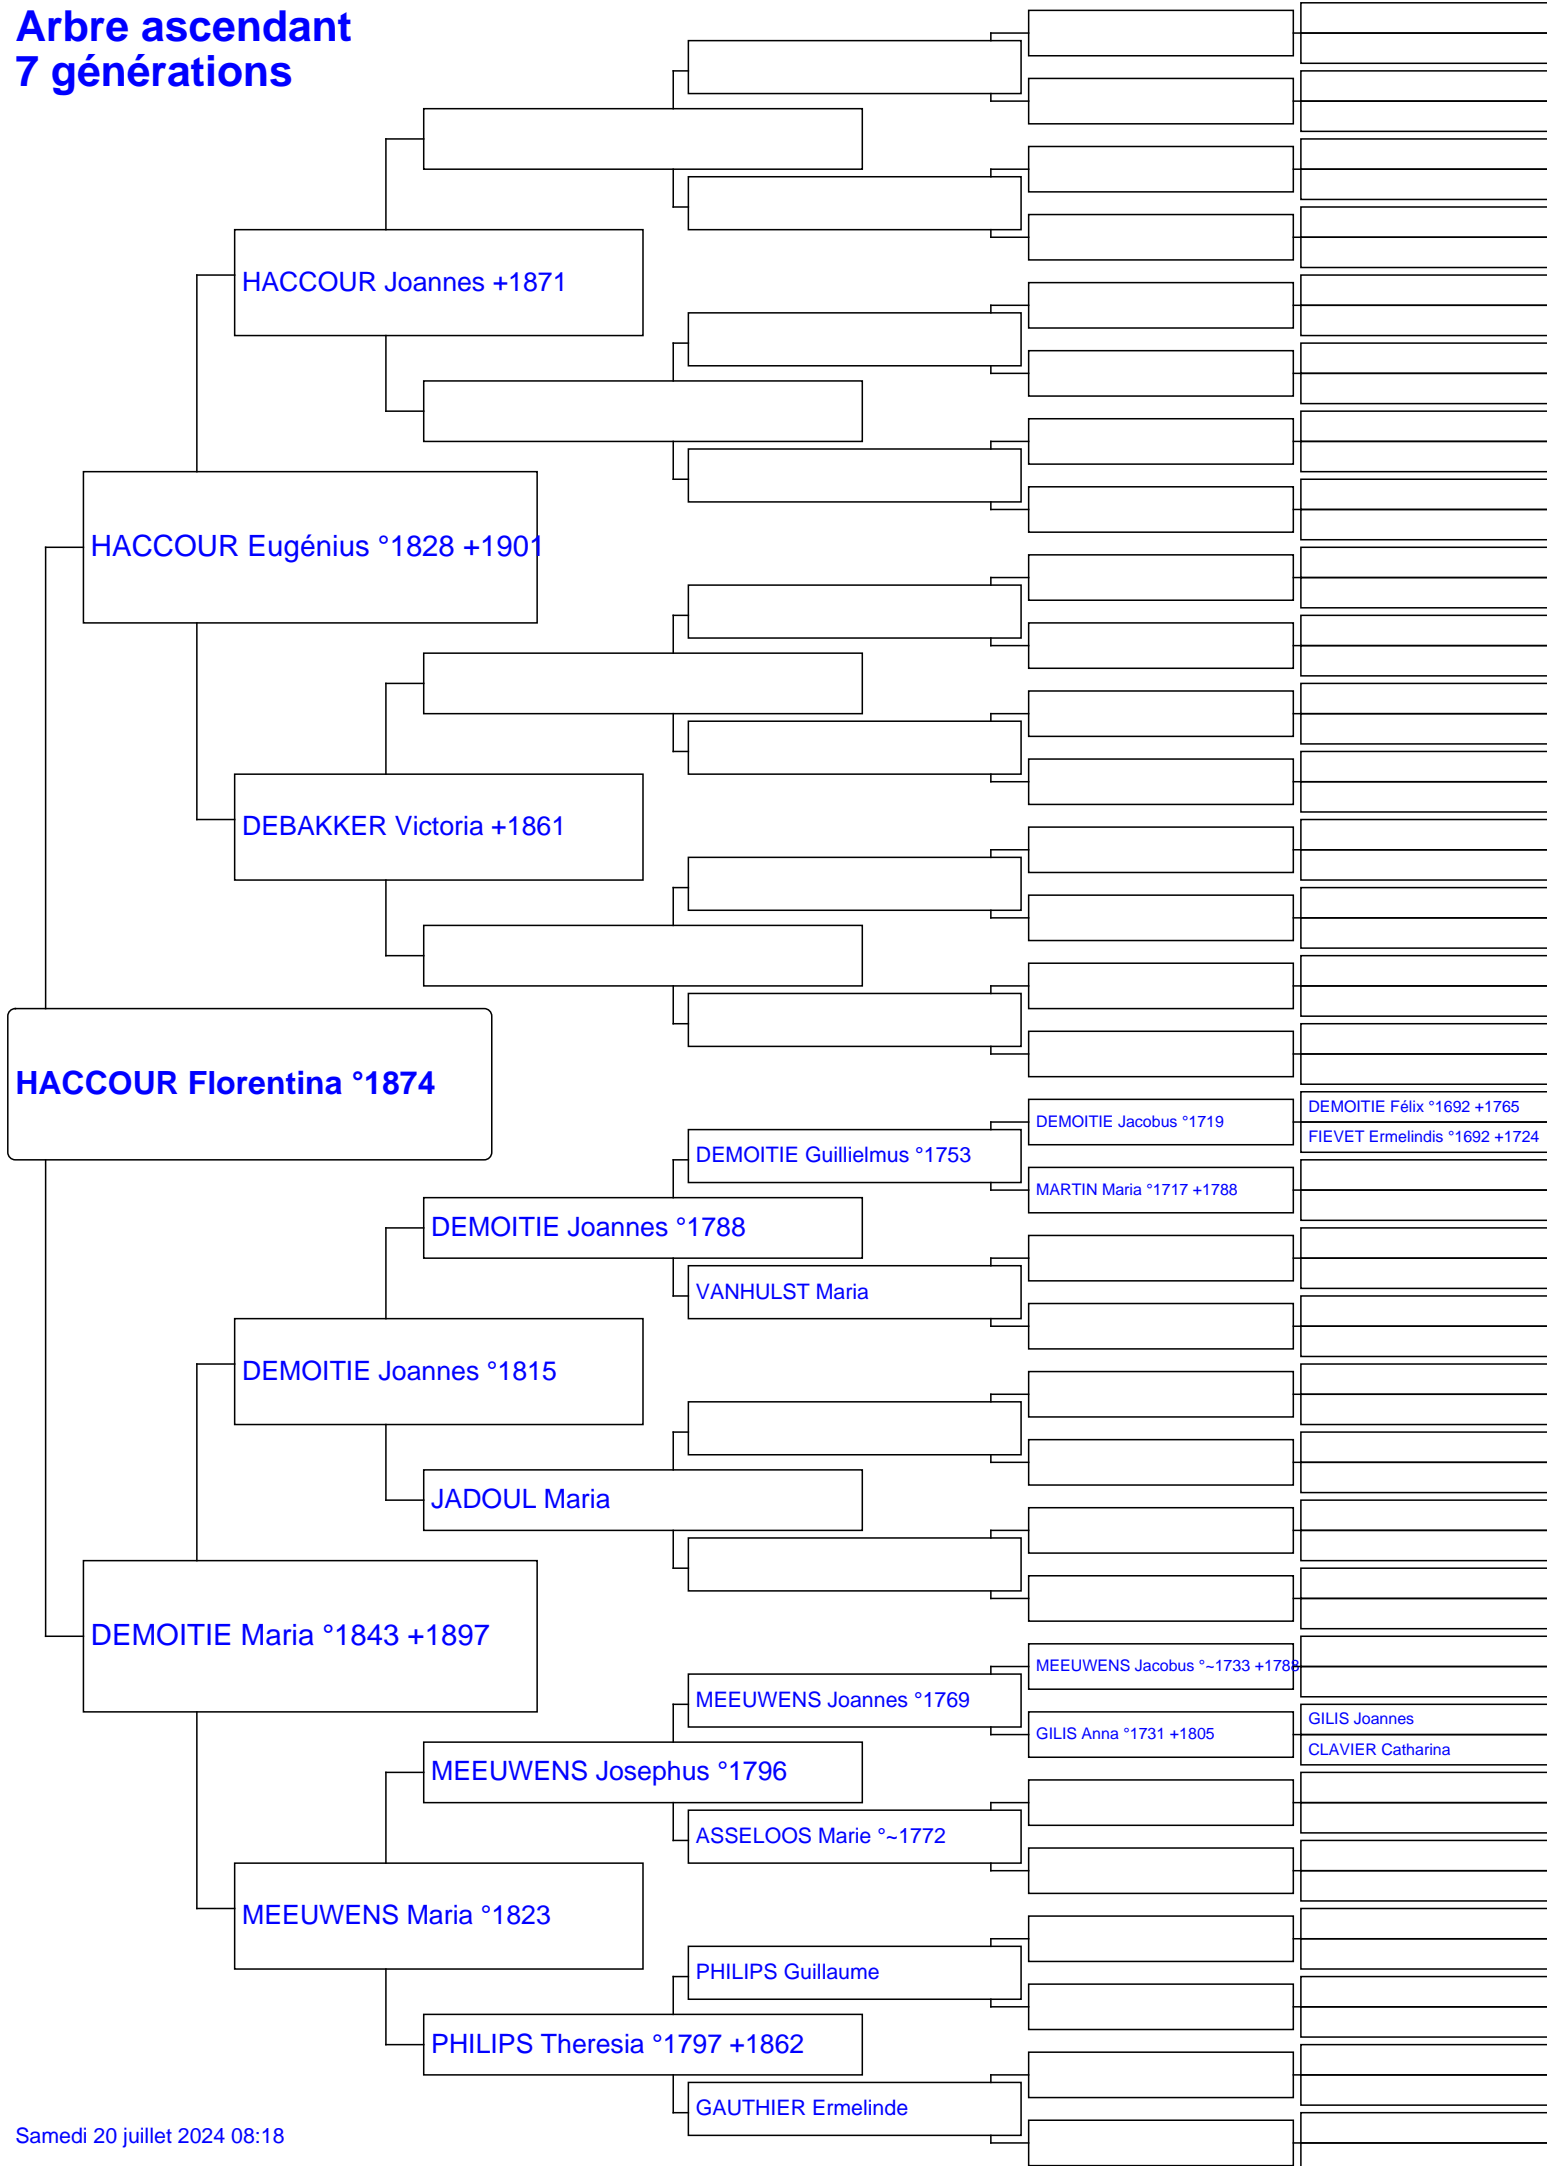 Arbre ascendant
7 générations
HACCOUR Joannes +1871
HACCOUR Eugénius °1828 +1901
DEBAKKER Victoria +1861
HACCOUR Florentina °1874
DEMOITIE Félix °1692 +1765
DEMOITIE Jacobus °1719
FIEVET Ermelindis °1692 +1724
DEMOITIE Guillielmus °1753
MARTIN Maria °1717 +1788
DEMOITIE Joannes °1788
VANHULST Maria
DEMOITIE Joannes °1815
JADOUL Maria
DEMOITIE Maria °1843 +1897
MEEUWENS Jacobus °~1733 +1788
MEEUWENS Joannes °1769
GILIS Joannes
GILIS Anna °1731 +1805
CLAVIER Catharina
MEEUWENS Josephus °1796
ASSELOOS Marie °~1772
MEEUWENS Maria °1823
PHILIPS Guillaume
PHILIPS Theresia °1797 +1862
GAUTHIER Ermelinde
Samedi 20 juillet 2024 08:18